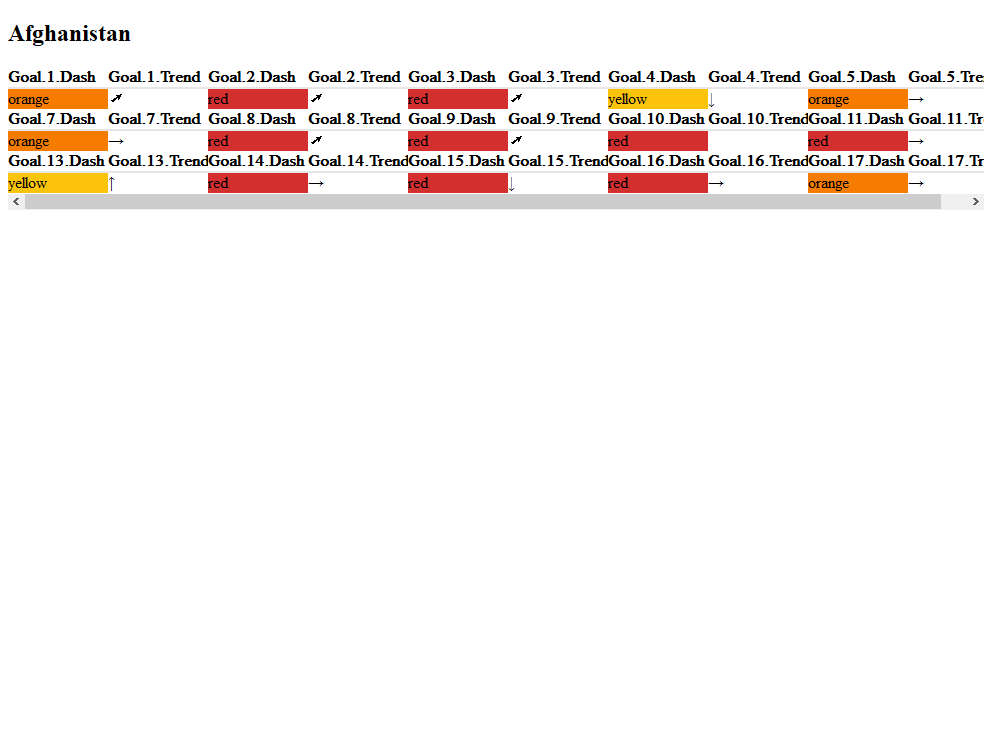 Afghanistan
Goal.1.Dash Goal.1.Trend Goal.2.Dash Goal.2.Trend Goal.3.Dash Goal.3.Trend Goal.4.Dash Goal.4.Trend Goal.5.Dash Goal.5.Tre
orange ↗ red ↗ red ↗ yellow ↓ orange →
Goal.7.Dash Goal.7.Trend Goal.8.Dash Goal.8.Trend Goal.9.Dash Goal.9.Trend Goal.10.Dash Goal.10.Trend Goal.11.Dash Goal.11.Tr
orange → red ↗ red ↗ red red →
Goal.13.Dash Goal.13.Trend Goal.14.Dash Goal.14.Trend Goal.15.Dash Goal.15.Trend Goal.16.Dash Goal.16.Trend Goal.17.Dash Goal.17.T
yellow ↑ red → red ↓ red → orange →